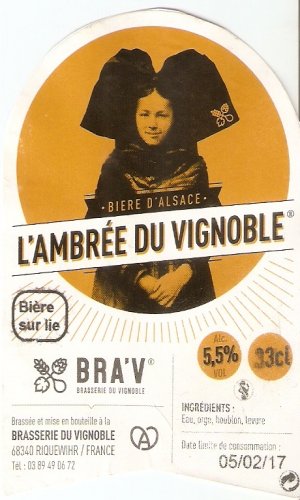 BIERE D'ALSACE
L'AMBRÉE DU VIGNOBLE®
Bière
sur lie
Alc.
5,5%
VOL
33cl
BRA'V®
BRASSERIE DU VIGNOBLE
INGRÉDIENTS :
Eau, orge, houblon, levure
Brassée et mise en bouteille à la
BRASSERIE DU VIGNOBLE
68340 RIQUEWIHR / FRANCE
Tél : 03 89 49 06 72
Date limite de consommation :
05/02/17